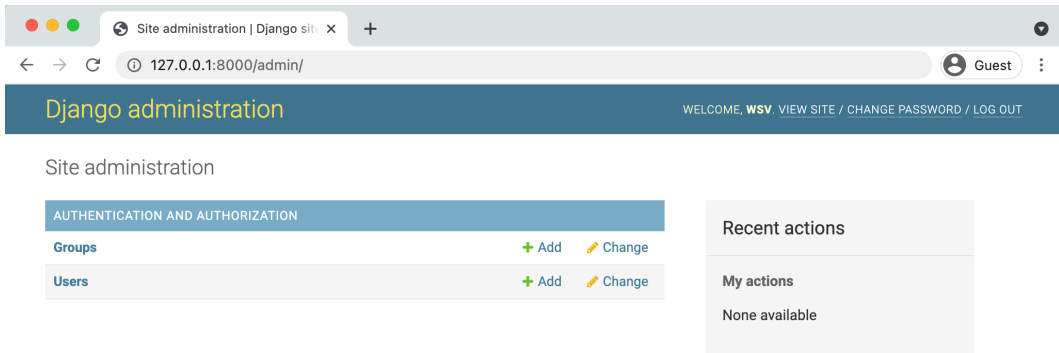 Site administration | Django site
127.0.0.1:8000/admin/
Guest
Django administration
WELCOME, WSV. VIEW SITE / CHANGE PASSWORD / LOG OUT
Site administration
AUTHENTICATION AND AUTHORIZATION
Groups
Add
Change
Users
Add
Change
Recent actions
My actions
None available